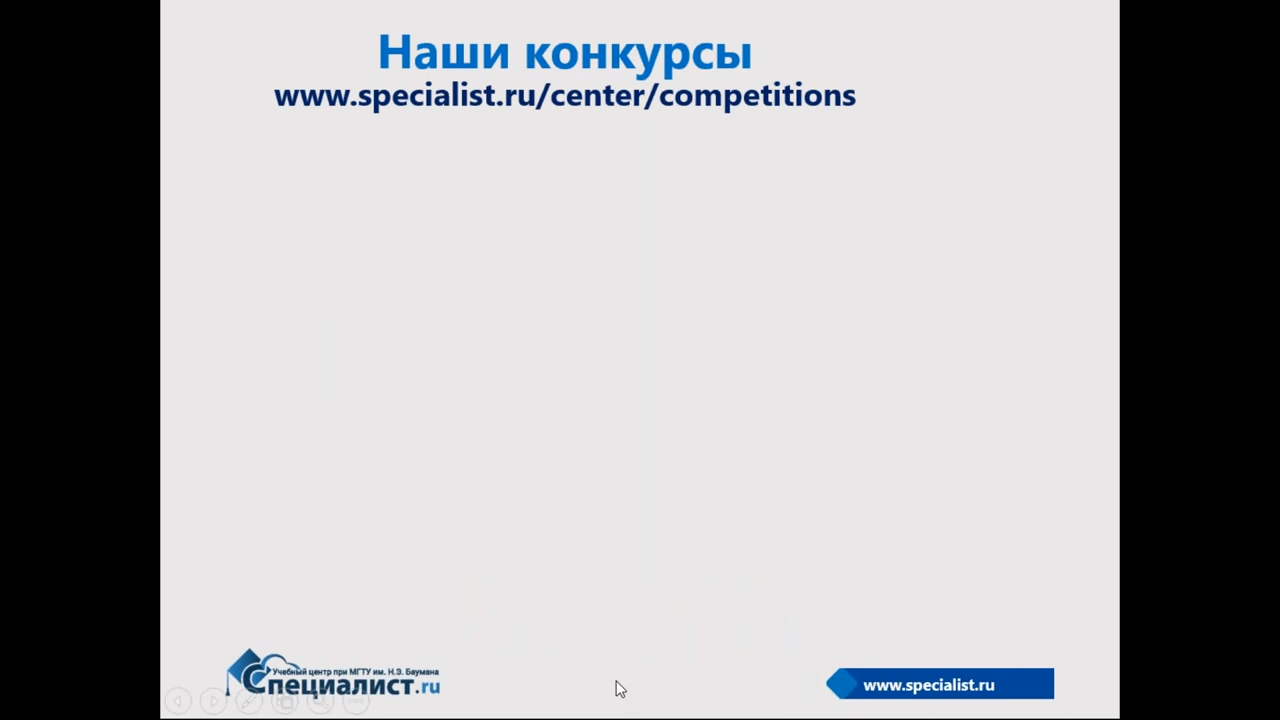 Наши конкурсы
www.specialist.ru/center/competitions
Учебный центр при МГТУ им. Н.Э. Баумана
Специалист.ru
www.specialist.ru